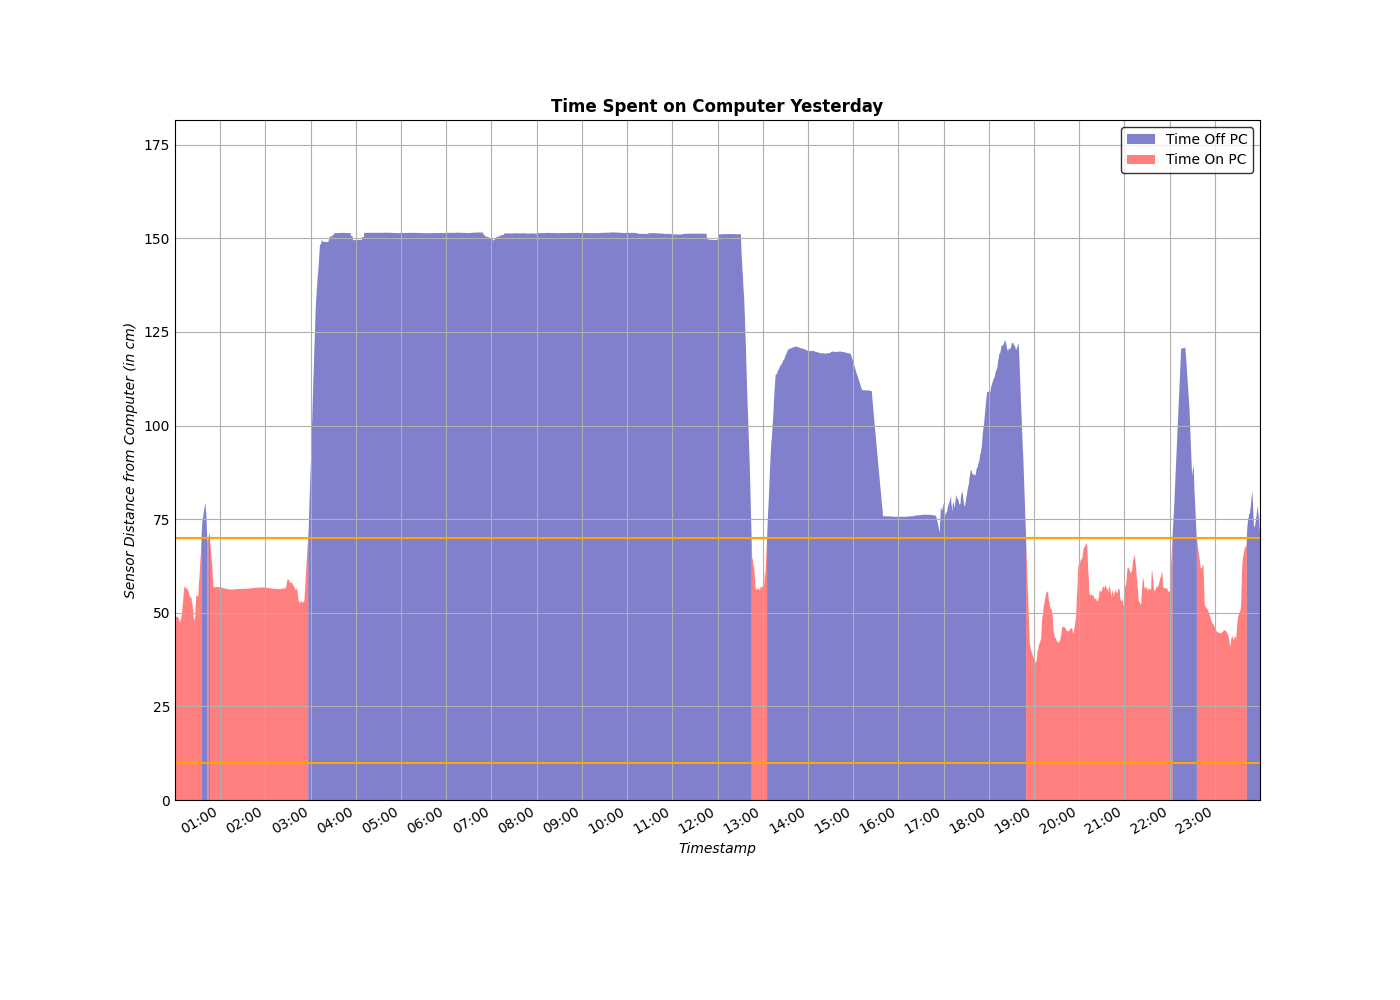 Time Spent on Computer Yesterday
Time Off PC
Time On PC
175
150
125
100
75
50
25
0
Sensor Distance from Computer (in cm)
01:00 02:00 03:00 04:00 05:00 06:00 07:00 08:00 09:00 10:00 11:00 12:00 13:00 14:00 15:00 16:00 17:00 18:00 19:00 20:00 21:00 22:00 23:00
Timestamp